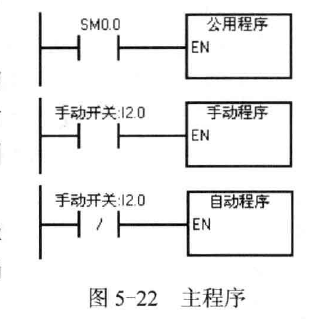 SM0.0 公用程序
EN
手动开关:I2.0 手动程序
EN
手动开关:I2.0 自动程序
/ EN
图 5-22 主程序